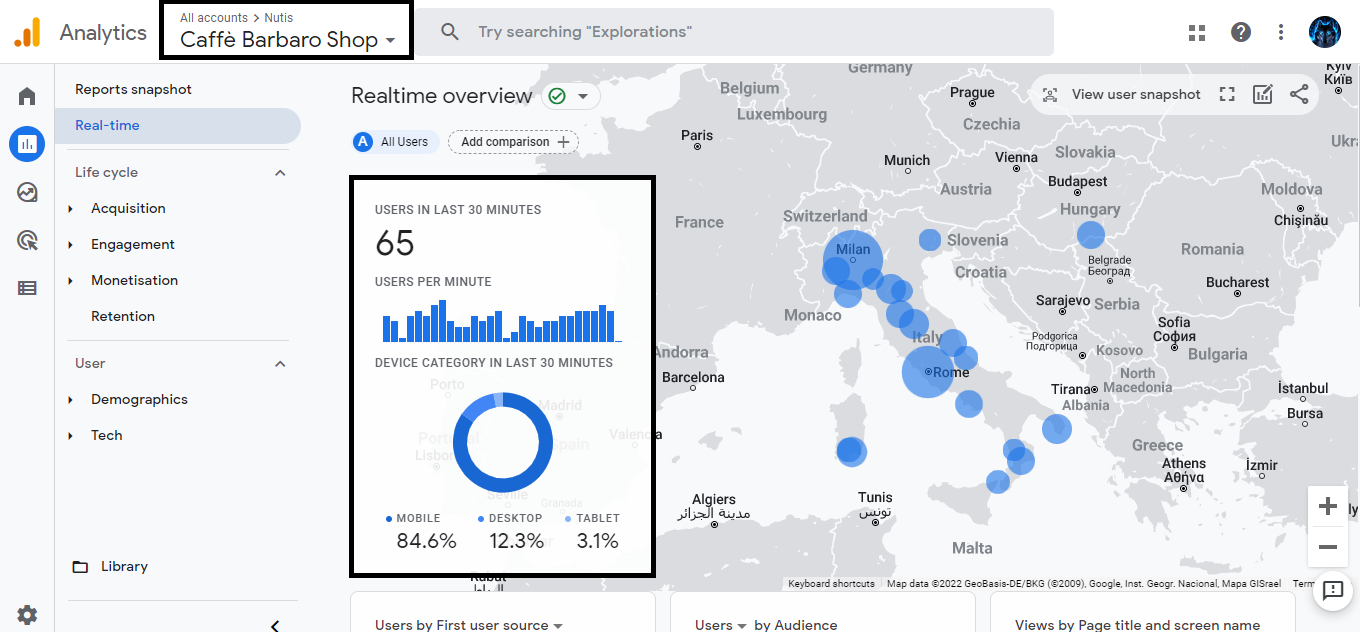 Analytics
All accounts > Nutis
Caffè Barbaro Shop
Try searching "Explorations"
Reports snapshot
Real-time
Life cycle
Acquisition
Engagement
Monetisation
Retention
User
Demographics
Tech
Library
Realtime overview
View user snapshot
A All Users
Add comparison +
USERS IN LAST 30 MINUTES
65
USERS PER MINUTE
DEVICE CATEGORY IN LAST 30 MINUTES
MOBILE DESKTOP TABLET
84.6% 12.3% 3.1%
Germany
Belgium
Luxembourg
Prague
Czechia
Київ
Paris
Munich
Vienna
Slovakia
Budapest
Austria
Hungary
Moldova
Chișinău
France
Switzerland
Milan
Slovenia
Romania
Belgrade
Београд
Croatia
Bucharest
Sarajevo
Serbia
Monaco
Italy
Sofia
София
Podgorica
Подгорица
Kosovo
Bulgaria
Andorra
Barcelona
Rome
North
Macedonia
Tirana
Albania
İstanbul
Bursa
Porto
Madrid
Portugal
Spain
Valencia
Lisbon
Seville
Granada
Greece
Athens
Αθήνα
İzmir
Algiers
مدينة الجزائر
Tunis
تونس
Malta
Rabat
الرباط
Keyboard shortcuts Map data ©2022 GeoBasis-DE/BKG (©2009), Google, Inst. Geogr. Nacional, Mapa GISrael
Users by First user source
Users by Audience
Views by Page title and screen name